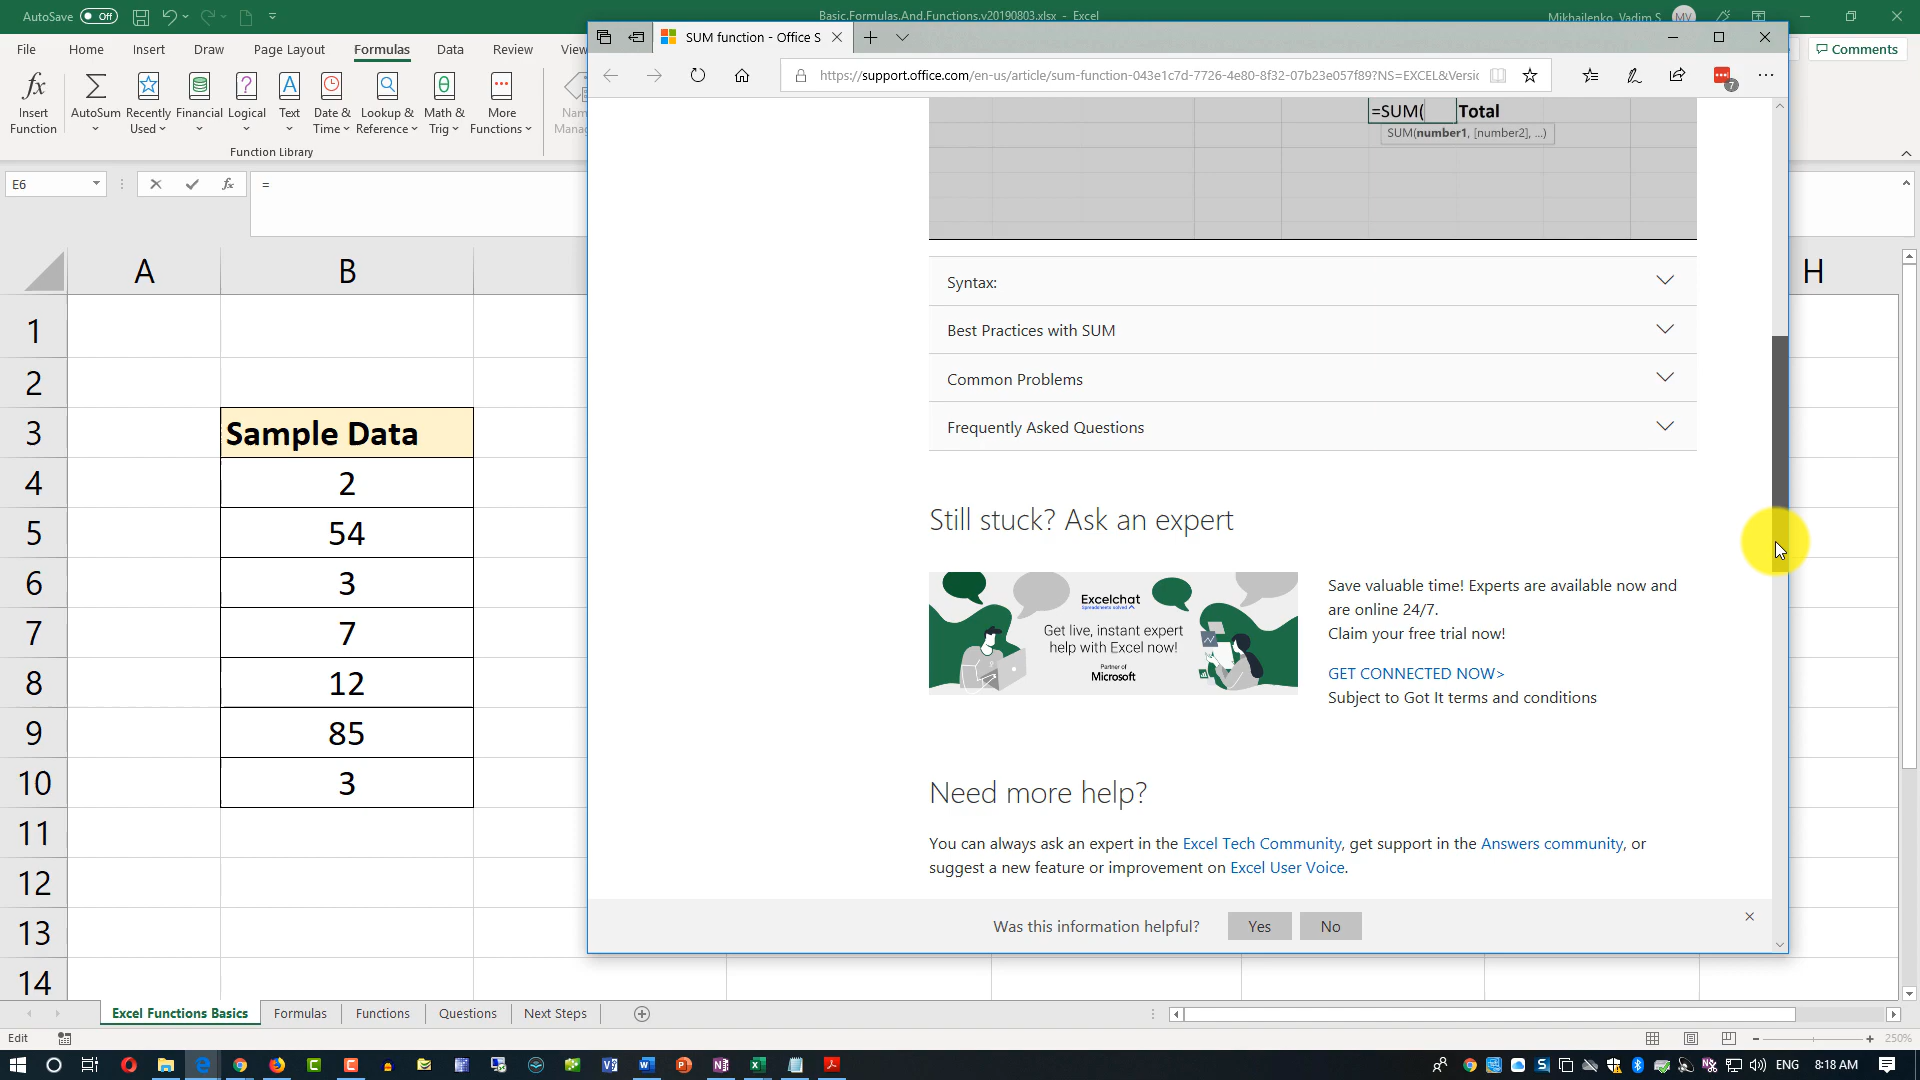 AutoSave Off
Basic.Formulas.And.Functions.v20190803.xlsx - Excel
Mikhailenko, Vadim S. MV
File Home Insert Draw Page Layout Formulas Data Review View
Comments
fx
Insert Function
AutoSum
Recently Used
Financial
Logical
Text
Date & Time
Lookup & Reference
Math & Trig
More Functions
Function Library
E6
fx
=
A B H
1
2
3 Sample Data
4 2
5 54
6 3
7 7
8 12
9 85
10 3
11
12
13
14
SUM function - Office S
https://support.office.com/en-us/article/sum-function-043e1c7d-7726-4e80-8f32-07b23e057f89?NS=EXCEL&Versic
7
=SUM( Total
SUM(number1, [number2], ...)
Syntax:
Best Practices with SUM
Common Problems
Frequently Asked Questions
Still stuck? Ask an expert
Excelchat
Spreadsheets solved
Get live, instant expert
help with Excel now!
Partner of
Microsoft
Save valuable time! Experts are available now and
are online 24/7.
Claim your free trial now!
GET CONNECTED NOW>
Subject to Got It terms and conditions
Need more help?
You can always ask an expert in the Excel Tech Community, get support in the Answers community, or
suggest a new feature or improvement on Excel User Voice.
Was this information helpful? Yes No
Excel Functions Basics Formulas Functions Questions Next Steps
Edit
250%
ENG 8:18 AM